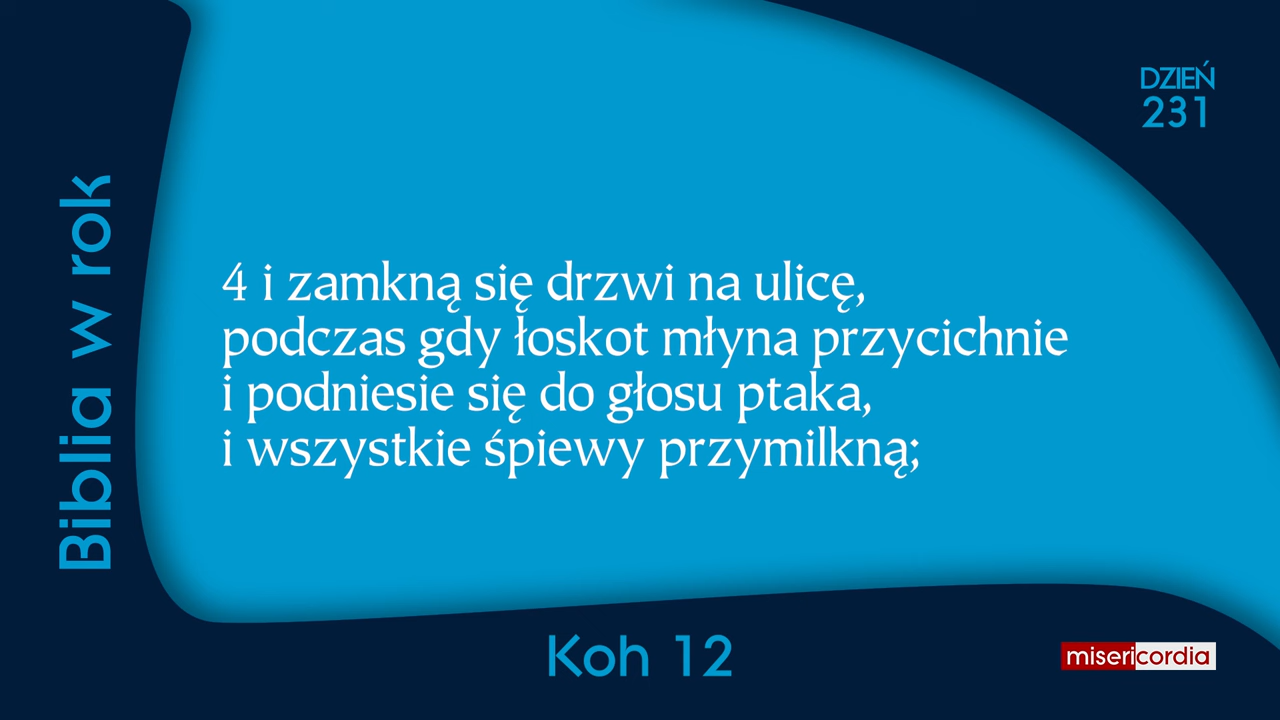 Biblia w rok
DZIEŃ
231
4 i zamkną się drzwi na ulicę,
podczas gdy łoskot młyna przycichnie
i podniesie się do głosu ptaka,
i wszystkie śpiewy przymilkną;
Koh 12
misericordia